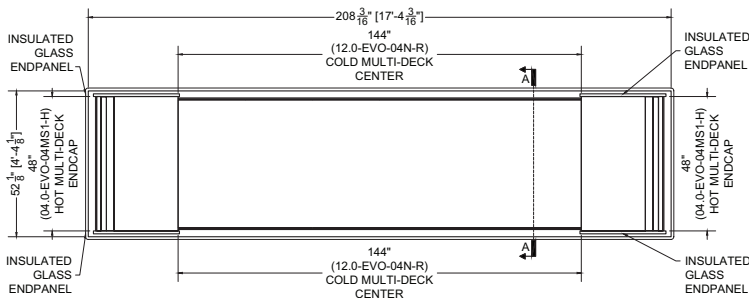 208 3/16" [17'-4 3/16"]
144"
(12.0-EVO-04N-R)
COLD MULTI-DECK
CENTER
INSULATED
GLASS
ENDPANEL
INSULATED
GLASS
ENDPANEL
A
52 1/8" [4'-4 1/8"]
48"
(04.0-EVO-04MS1-H)
HOT MULTI-DECK
ENDCAP
48"
(04.0-EVO-04MS1-H)
HOT MULTI-DECK
ENDCAP
A
INSULATED
GLASS
ENDPANEL
144"
(12.0-EVO-04N-R)
COLD MULTI-DECK
CENTER
INSULATED
GLASS
ENDPANEL